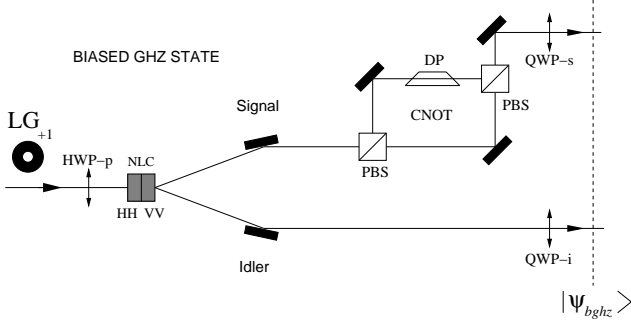 BIASED GHZ STATE
DP
QWP−s
PBS
CNOT
Signal
LG+1
HWP−p
NLC
PBS
HH VV
Idler
QWP−i
|Ψbghz>